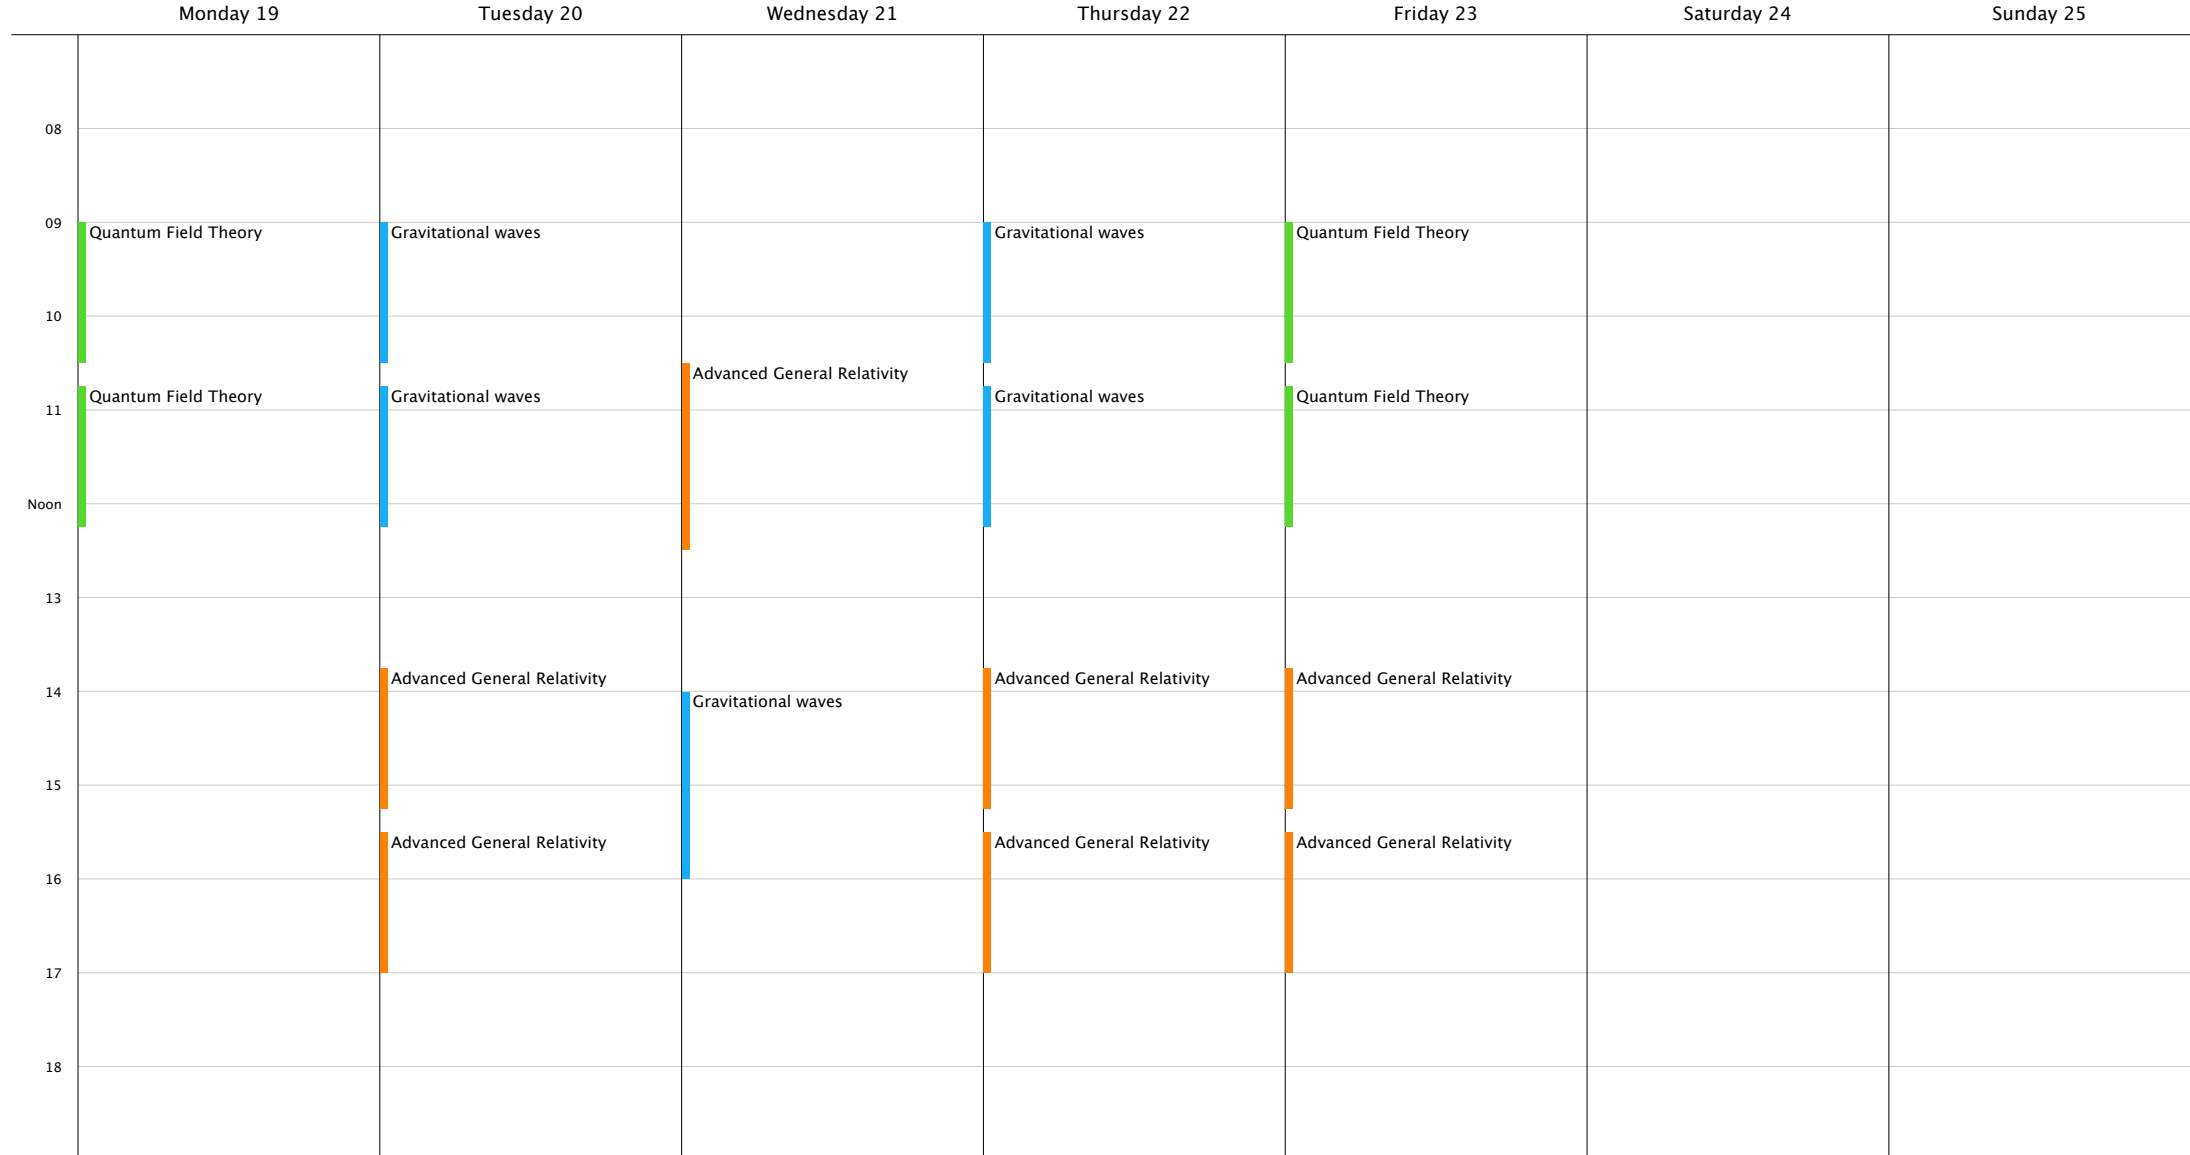 Monday 19
Tuesday 20
Wednesday 21
Thursday 22
Friday 23
Saturday 24
Sunday 25
08
09
Quantum Field Theory
Gravitational waves
Gravitational waves
Quantum Field Theory
10
Advanced General Relativity
Quantum Field Theory
Gravitational waves
Gravitational waves
Quantum Field Theory
11
Noon
13
Advanced General Relativity
Advanced General Relativity
Advanced General Relativity
14
Gravitational waves
15
Advanced General Relativity
Advanced General Relativity
Advanced General Relativity
16
17
18